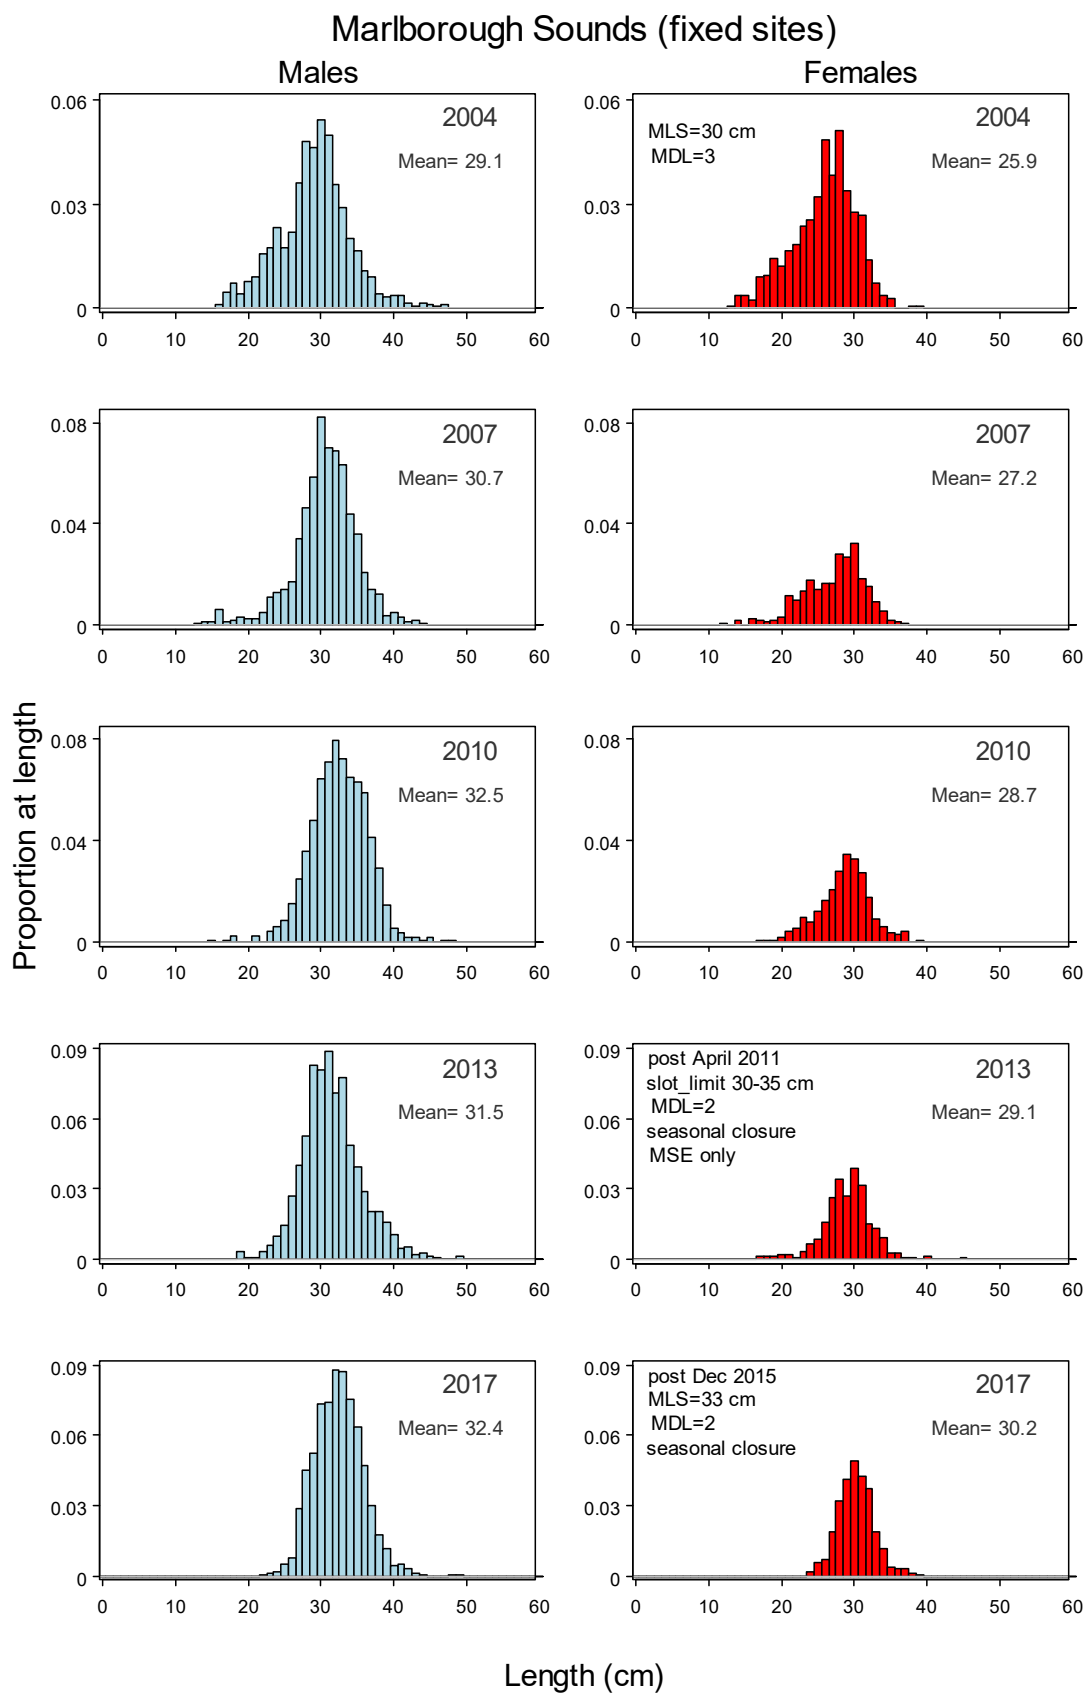 Marlborough Sounds (fixed sites)
Males
Females
0.06
0.03
0
2004
Mean= 29.1
0 10 20 30 40 50 60
0.06
0.03
0
MLS=30 cm
MDL=3
2004
Mean= 25.9
0 10 20 30 40 50 60
0.08
0.04
0
2007
Mean= 30.7
0 10 20 30 40 50 60
0.08
0.04
0
2007
Mean= 27.2
0 10 20 30 40 50 60
Proportion at length
0.08
0.04
0
2010
Mean= 32.5
0 10 20 30 40 50 60
0.08
0.04
0
2010
Mean= 28.7
0 10 20 30 40 50 60
0.09
0.06
0.03
0
2013
Mean= 31.5
0 10 20 30 40 50 60
0.09
0.06
0.03
0
post April 2011
slot_limit 30-35 cm
MDL=2
seasonal closure
MSE only
2013
Mean= 29.1
0 10 20 30 40 50 60
0.09
0.06
0.03
0
2017
Mean= 32.4
0 10 20 30 40 50 60
0.09
0.06
0.03
0
post Dec 2015
MLS=33 cm
MDL=2
seasonal closure
2017
Mean= 30.2
0 10 20 30 40 50 60
Length (cm)